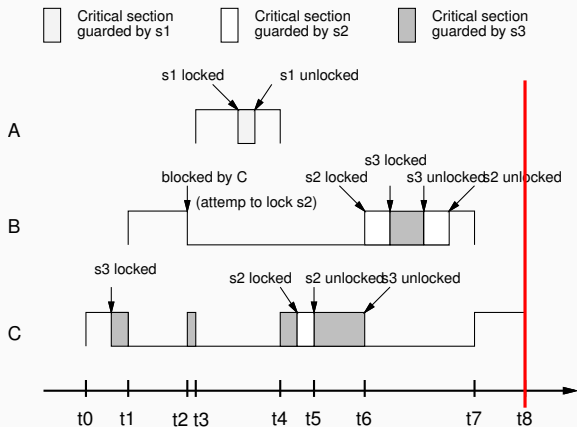 Critical section
guarded by s1
Critical section
guarded by s2
Critical section
guarded by s3
s1 locked
s1 unlocked
A
s3 locked
blocked by C
s2 locked
s3 unlocked
s2 unlocked
(attemp to lock s2)
B
s3 locked
s2 locked
s2 unlocked
s3 unlocked
C
t0
t1
t2
t3
t4
t5
t6
t7
t8